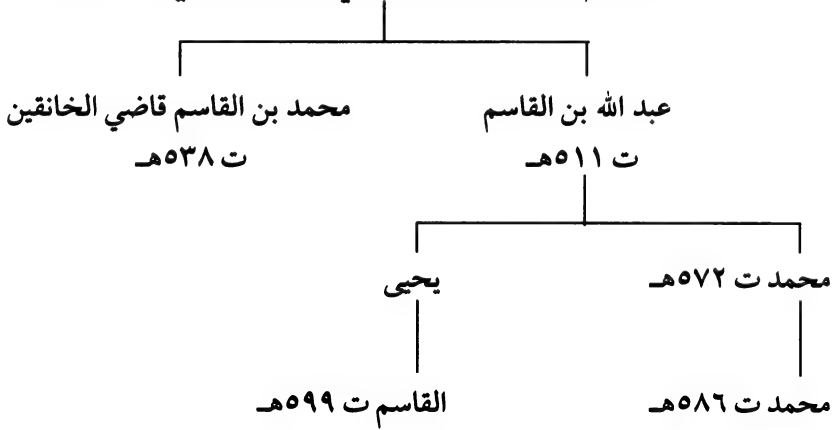 عبد الله بن القاسم محمد بن القاسم قاضي الخانقين
ت ٥١١هـ ت ٥٣٨هـ
محمد ت ٥٧٢هـ يحيى
محمد ت ٥٨٦هـ القاسم ت ٥٩٩هـ